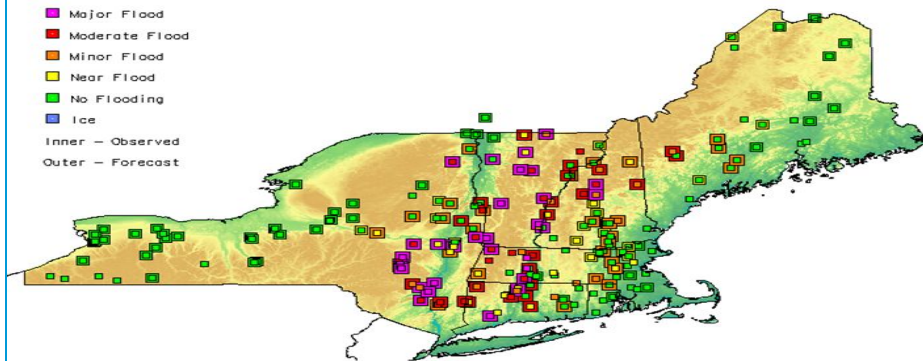 Major Flood
Moderate Flood
Minor Flood
Near Flood
No Flooding
Ice
Inner - Observed
Outer - Forecast